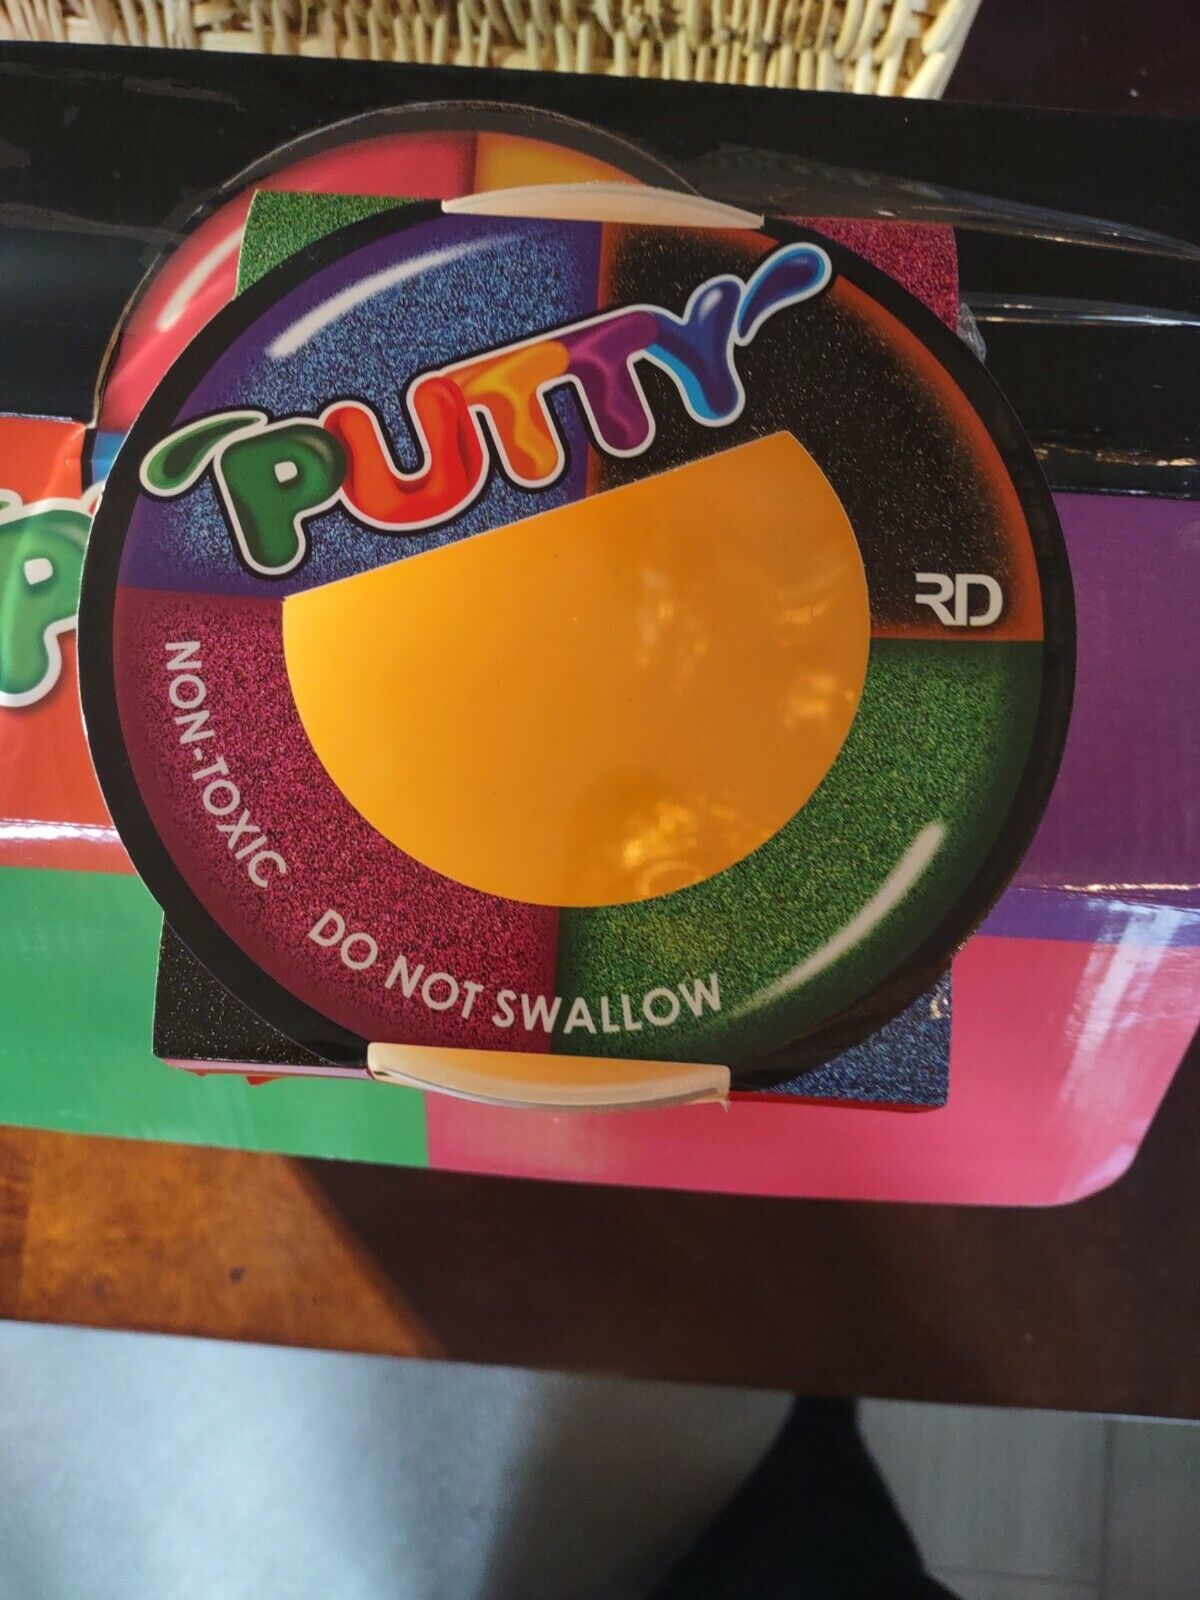 PUTTY
RD
NON-TOXIC
DO NOT SWALLOW
P